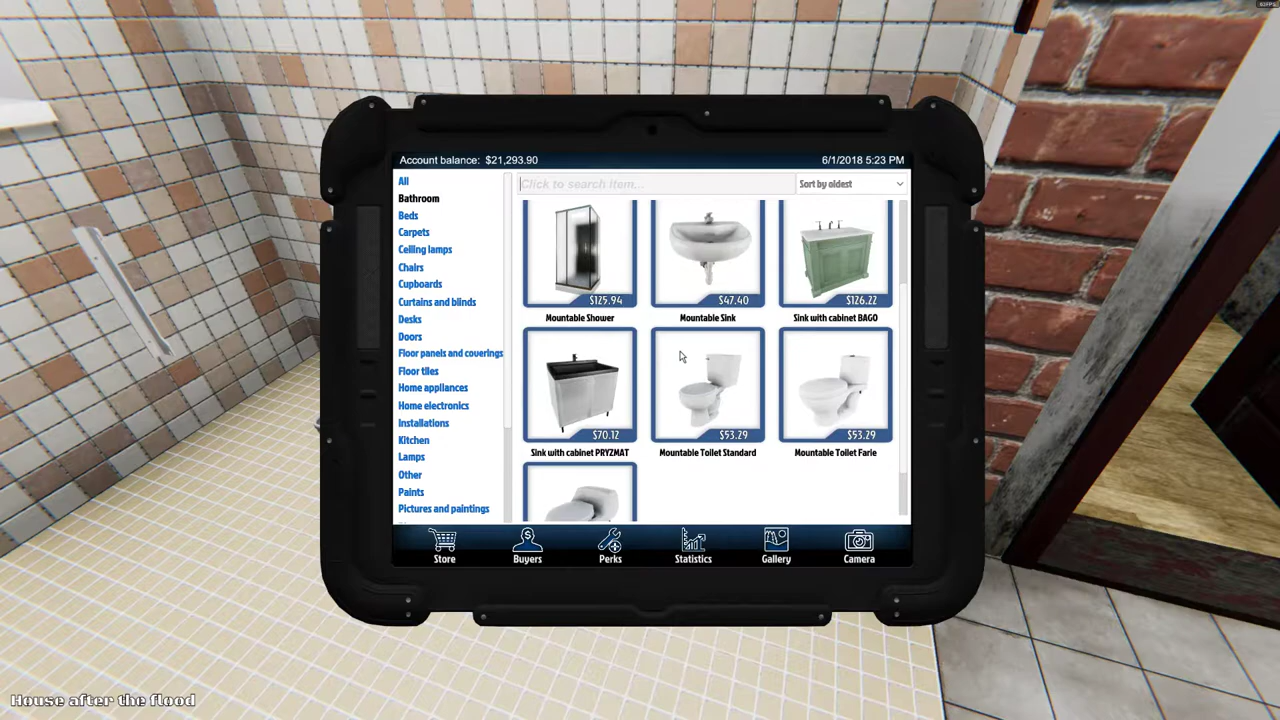 63FPS
Account balance: $21,293.90
6/1/2018 5:23 PM
All
Bathroom
Beds
Carpets
Ceiling lamps
Chairs
Cupboards
Curtains and blinds
Desks
Doors
Floor panels and coverings
Floor tiles
Home appliances
Home electronics
Installations
Kitchen
Lamps
Other
Paints
Pictures and paintings
Click to search item...
Sort by oldest
$125.94
$47.40
$126.22
Mountable Shower
Mountable Sink
Sink with cabinet BAGO
$70.12
$53.29
$53.29
Sink with cabinet PRYZMAT
Mountable Toilet Standard
Mountable Toilet Farie
Store
Buyers
Perks
Statistics
Gallery
Camera
House after the flood